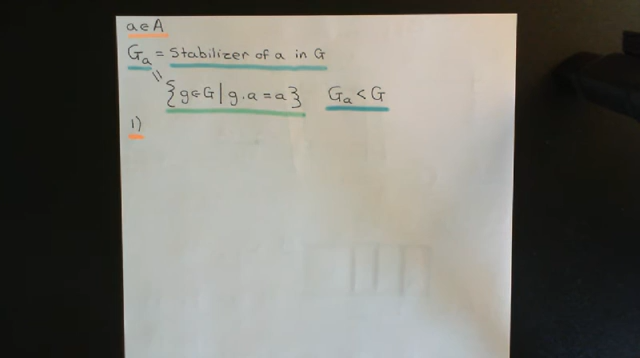 a∈A
Gₐ = Stabilizer of a in G
= {g∈G | g.a = a} Gₐ < G
1)